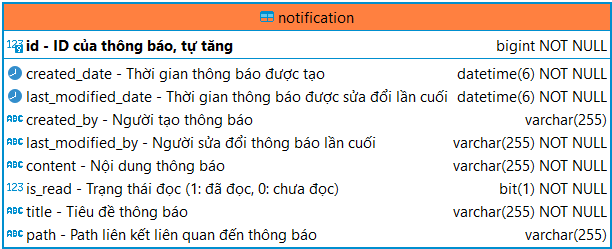 notification
id - ID của thông báo, tự tăng bigint NOT NULL
created_date - Thời gian thông báo được tạo datetime(6) NOT NULL
last_modified_date - Thời gian thông báo được sửa đổi lần cuối datetime(6) NOT NULL
created_by - Người tạo thông báo varchar(255)
last_modified_by - Người sửa đổi thông báo lần cuối varchar(255) NOT NULL
content - Nội dung thông báo varchar(255) NOT NULL
is_read - Trạng thái đọc (1: đã đọc, 0: chưa đọc) bit(1) NOT NULL
title - Tiêu đề thông báo varchar(255) NOT NULL
path - Path liên kết liên quan đến thông báo varchar(255)